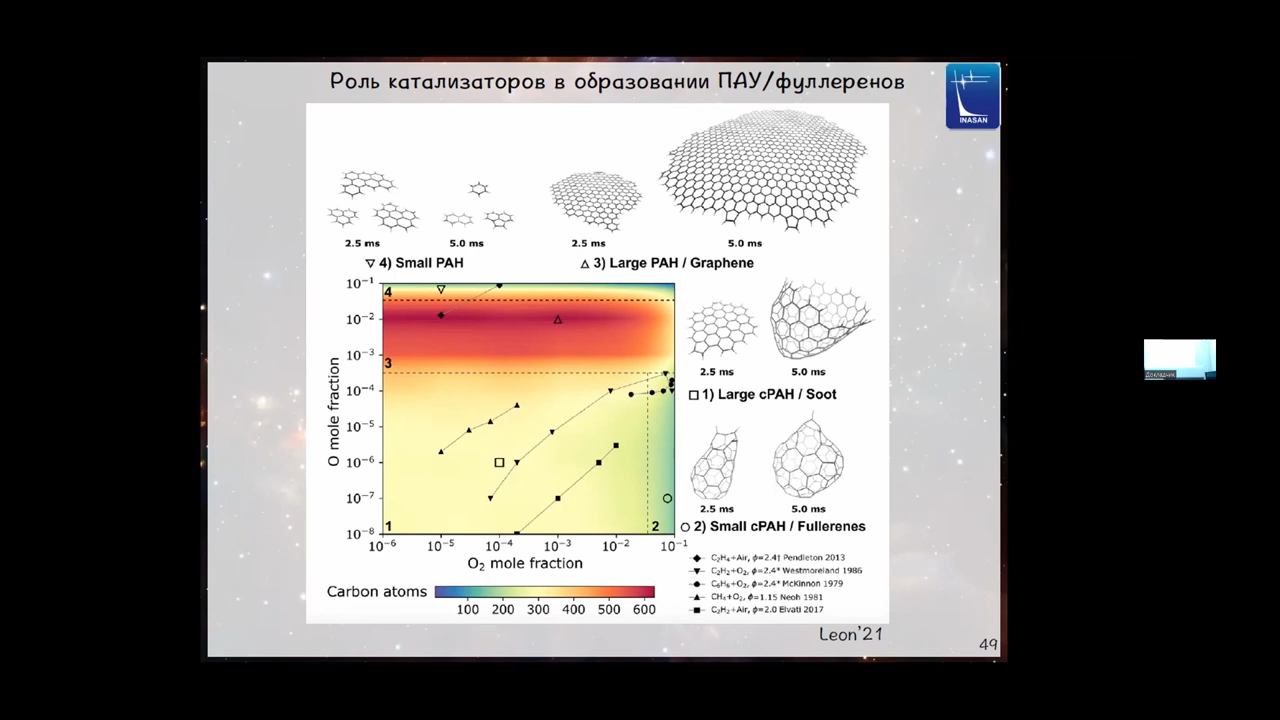 Роль катализаторов в образовании ПАУ/фуллеренов
INASAN
2.5 ms 5.0 ms 2.5 ms 5.0 ms
▽ 4) Small PAH △ 3) Large PAH / Graphene
10⁻¹
10⁻²
10⁻³
10⁻⁴
10⁻⁵
10⁻⁶
10⁻⁷
10⁻⁸
O mole fraction
4
3
1 2
10⁻⁶ 10⁻⁵ 10⁻⁴ 10⁻³ 10⁻² 10⁻¹
O₂ mole fraction
Carbon atoms
100 200 300 400 500 600
2.5 ms 5.0 ms
□ 1) Large cPAH / Soot
2.5 ms 5.0 ms
○ 2) Small cPAH / Fullerenes
C₂H₄+Air, ϕ=2.4† Pendleton 2013
C₂H₂+O₂, ϕ=2.4* Westmoreland 1986
C₆H₆+O₂, ϕ=2.4* McKinnon 1979
CH₄+O₂, ϕ=1.15 Neoh 1981
C₂H₂+Air, ϕ=2.0 Elvati 2017
Leon'21
49
Докладчик